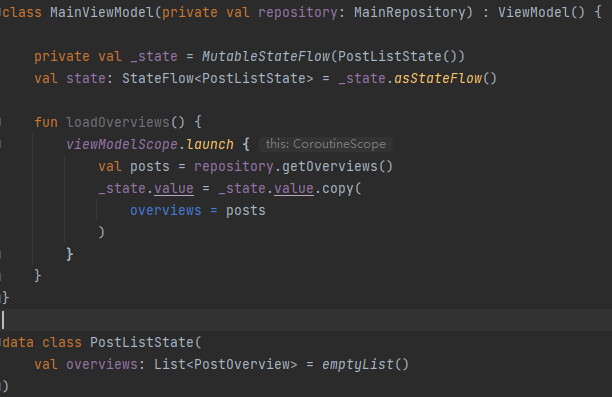 class MainViewModel(private val repository: MainRepository) : ViewModel() {
private val _state = MutableStateFlow(PostListState())
val state: StateFlow<PostListState> = _state.asStateFlow()
fun loadOverviews() {
viewModelScope.launch { this: CoroutineScope
val posts = repository.getOverviews()
_state.value = _state.value.copy(
overviews = posts
)
}
}
}
data class PostListState(
val overviews: List<PostOverview> = emptyList()
)